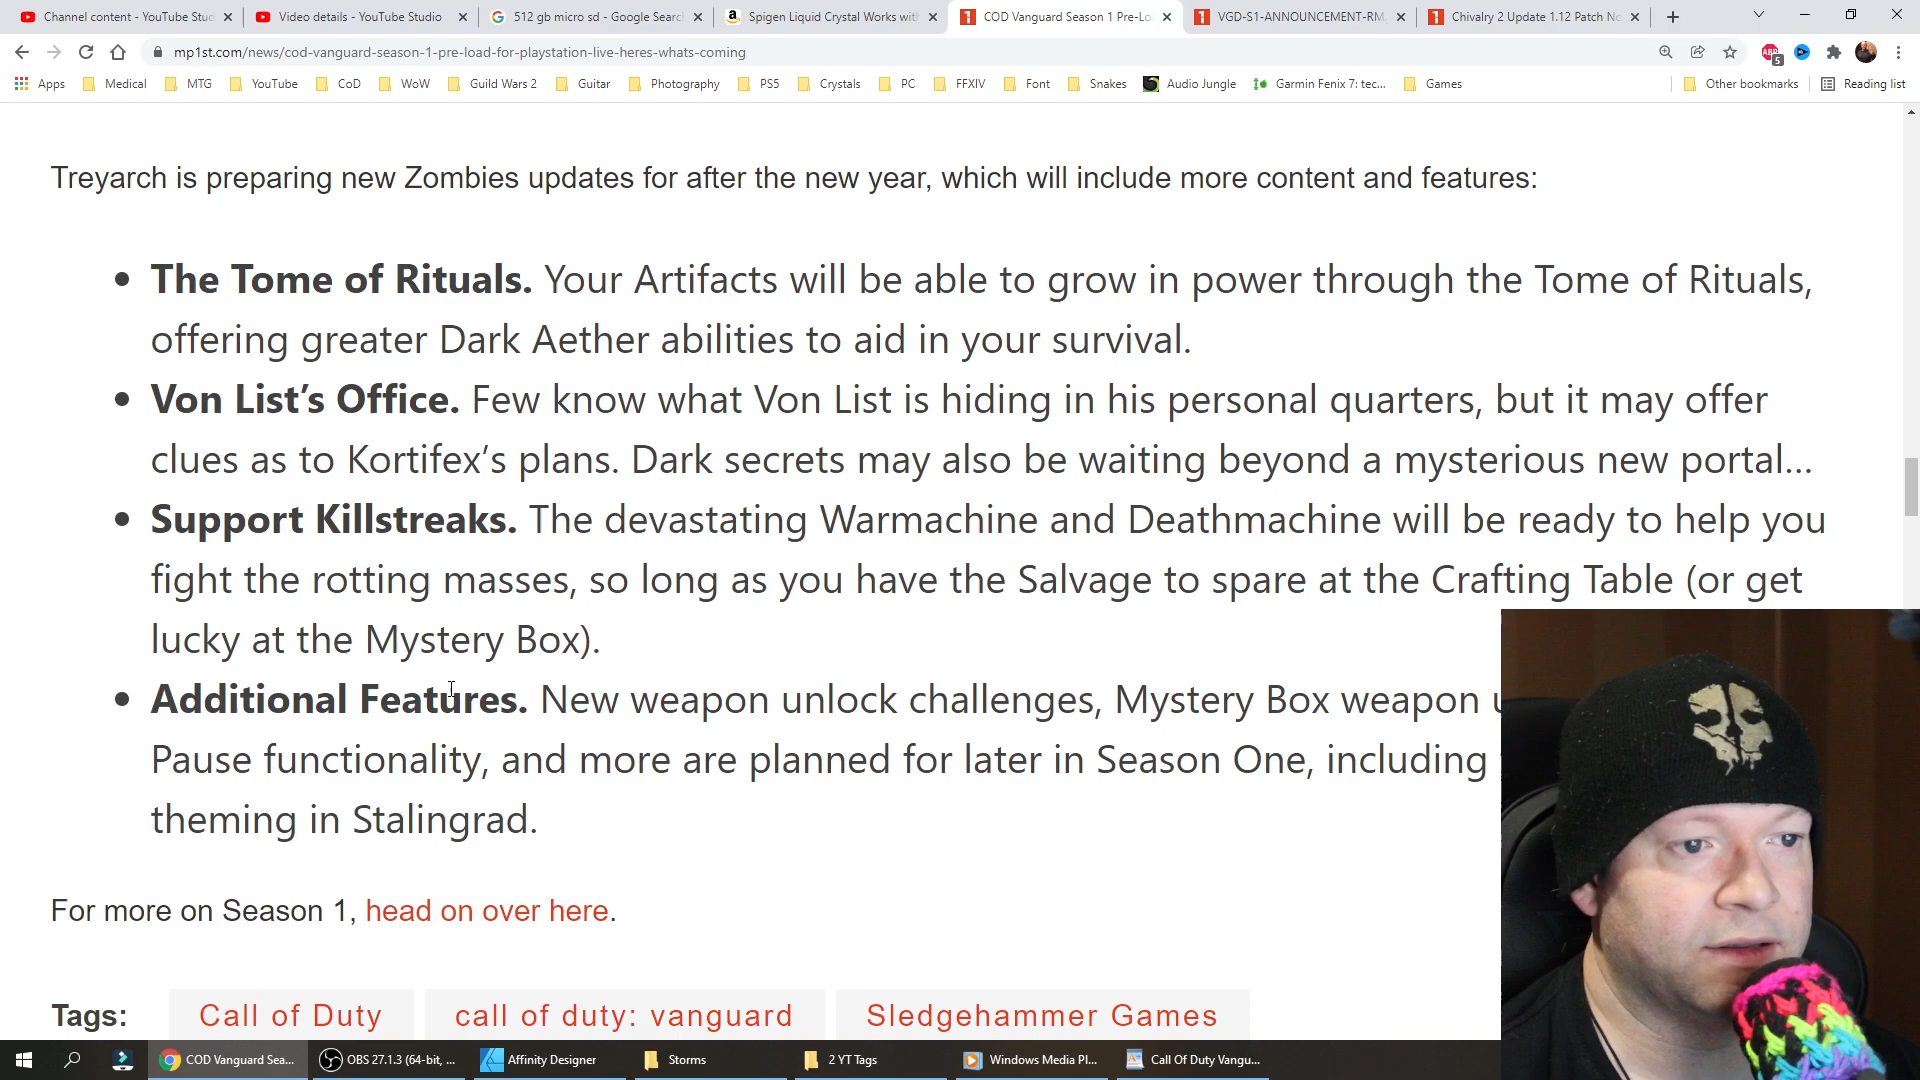 Channel content - YouTube Stud
Video details - YouTube Studio
512 gb micro sd - Google Search
Spigen Liquid Crystal Works with
COD Vanguard Season 1 Pre-Lo
VGD-S1-ANNOUNCEMENT-RM
Chivalry 2 Update 1.12 Patch No
mp1st.com/news/cod-vanguard-season-1-pre-load-for-playstation-live-heres-whats-coming
ABP
5
Apps Medical MTG YouTube CoD WoW Guild Wars 2 Guitar Photography PS5 Crystals PC FFXIV Font Snakes Audio Jungle Garmin Fenix 7: tec... Games Other bookmarks Reading list
Treyarch is preparing new Zombies updates for after the new year, which will include more content and features:
• The Tome of Rituals. Your Artifacts will be able to grow in power through the Tome of Rituals,
offering greater Dark Aether abilities to aid in your survival.
• Von List’s Office. Few know what Von List is hiding in his personal quarters, but it may offer
clues as to Kortifex’s plans. Dark secrets may also be waiting beyond a mysterious new portal…
• Support Killstreaks. The devastating Warmachine and Deathmachine will be ready to help you
fight the rotting masses, so long as you have the Salvage to spare at the Crafting Table (or get
lucky at the Mystery Box).
• Additional Features. New weapon unlock challenges, Mystery Box weapon
Pause functionality, and more are planned for later in Season One, including
theming in Stalingrad.
For more on Season 1, head on over here.
Tags: Call of Duty call of duty: vanguard Sledgehammer Games
COD Vanguard Sea... OBS 27.1.3 (64-bit, ... Affinity Designer Storms 2 YT Tags Windows Media Pl... Call Of Duty Vangu...